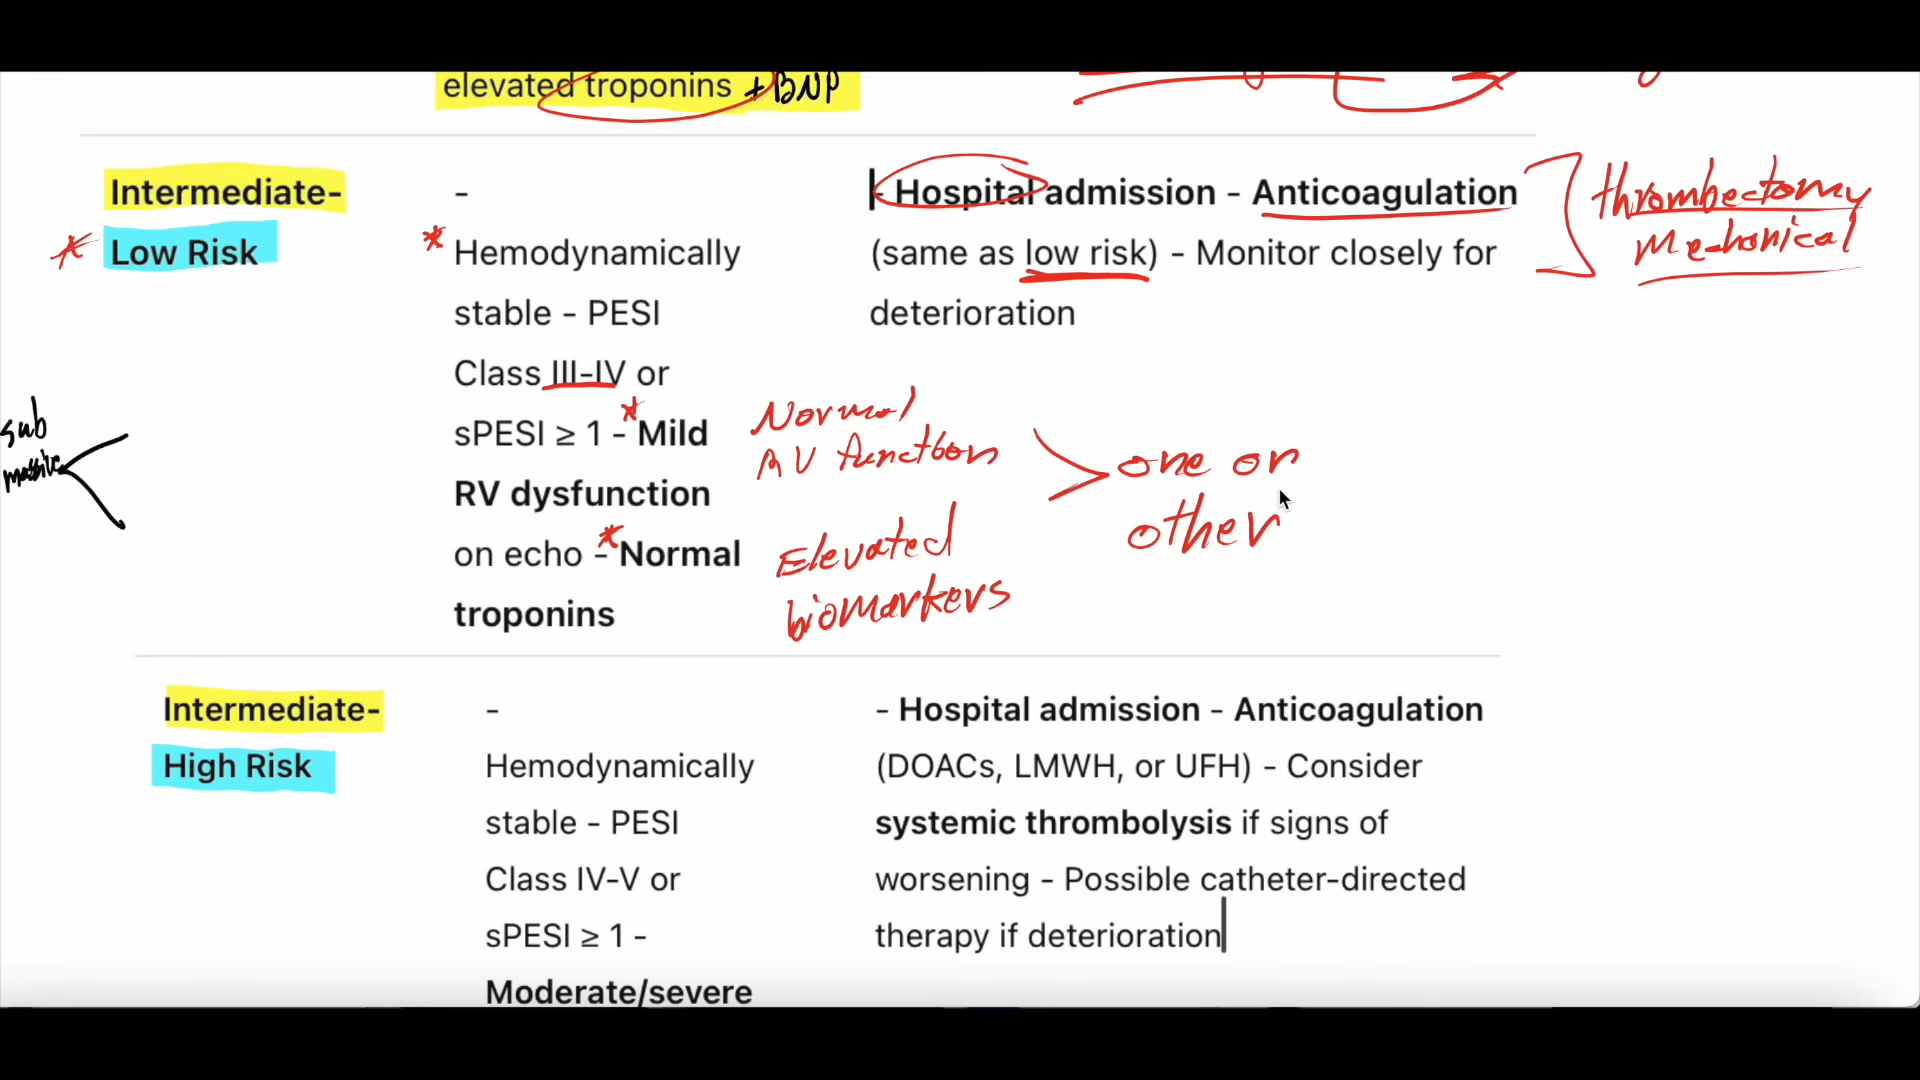 elevated troponins + BNP
Intermediate-
Low Risk
-
Hemodynamically
stable - PESI
Class III-IV or
sPESI ≥ 1 - Mild
RV dysfunction
on echo - Normal
troponins
- Hospital admission - Anticoagulation
(same as low risk) - Monitor closely for
deterioration
thrombectomy
Mechanical
sub
massive
Normal
RV function
Elevated
biomarkers
one or
other
Intermediate-
High Risk
-
Hemodynamically
stable - PESI
Class IV-V or
sPESI ≥ 1 -
Moderate/severe
- Hospital admission - Anticoagulation
(DOACs, LMWH, or UFH) - Consider
systemic thrombolysis if signs of
worsening - Possible catheter-directed
therapy if deterioration